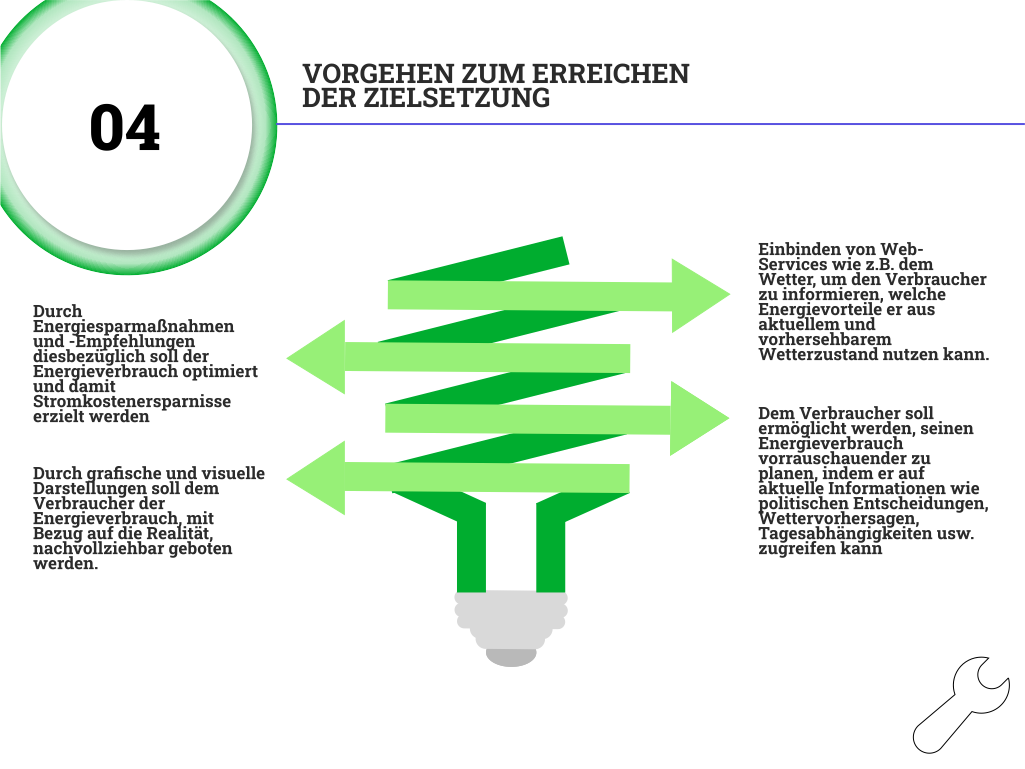 04
VORGEHEN ZUM ERREICHEN
DER ZIELSETZUNG
Durch
Energiesparmaßnahmen
und -Empfehlungen
diesbezüglich soll der
Energieverbrauch optimiert
und damit
Stromkostenersparnisse
erzielt werden
Durch grafische und visuelle
Darstellungen soll dem
Verbraucher der
Energieverbrauch, mit
Bezug auf die Realität,
nachvollziehbar geboten
werden.
Einbinden von Web-
Services wie z.B. dem
Wetter, um den Verbraucher
zu informieren, welche
Energievorteile er aus
aktuellem und
vorhersehbarem
Wetterzustand nutzen kann.
Dem Verbraucher soll
ermöglicht werden, seinen
Energieverbrauch
vorrauschauender zu
planen, indem er auf
aktuelle Informationen wie
politischen Entscheidungen,
Wettervorhersagen,
Tagesabhängigkeiten usw.
zugreifen kann